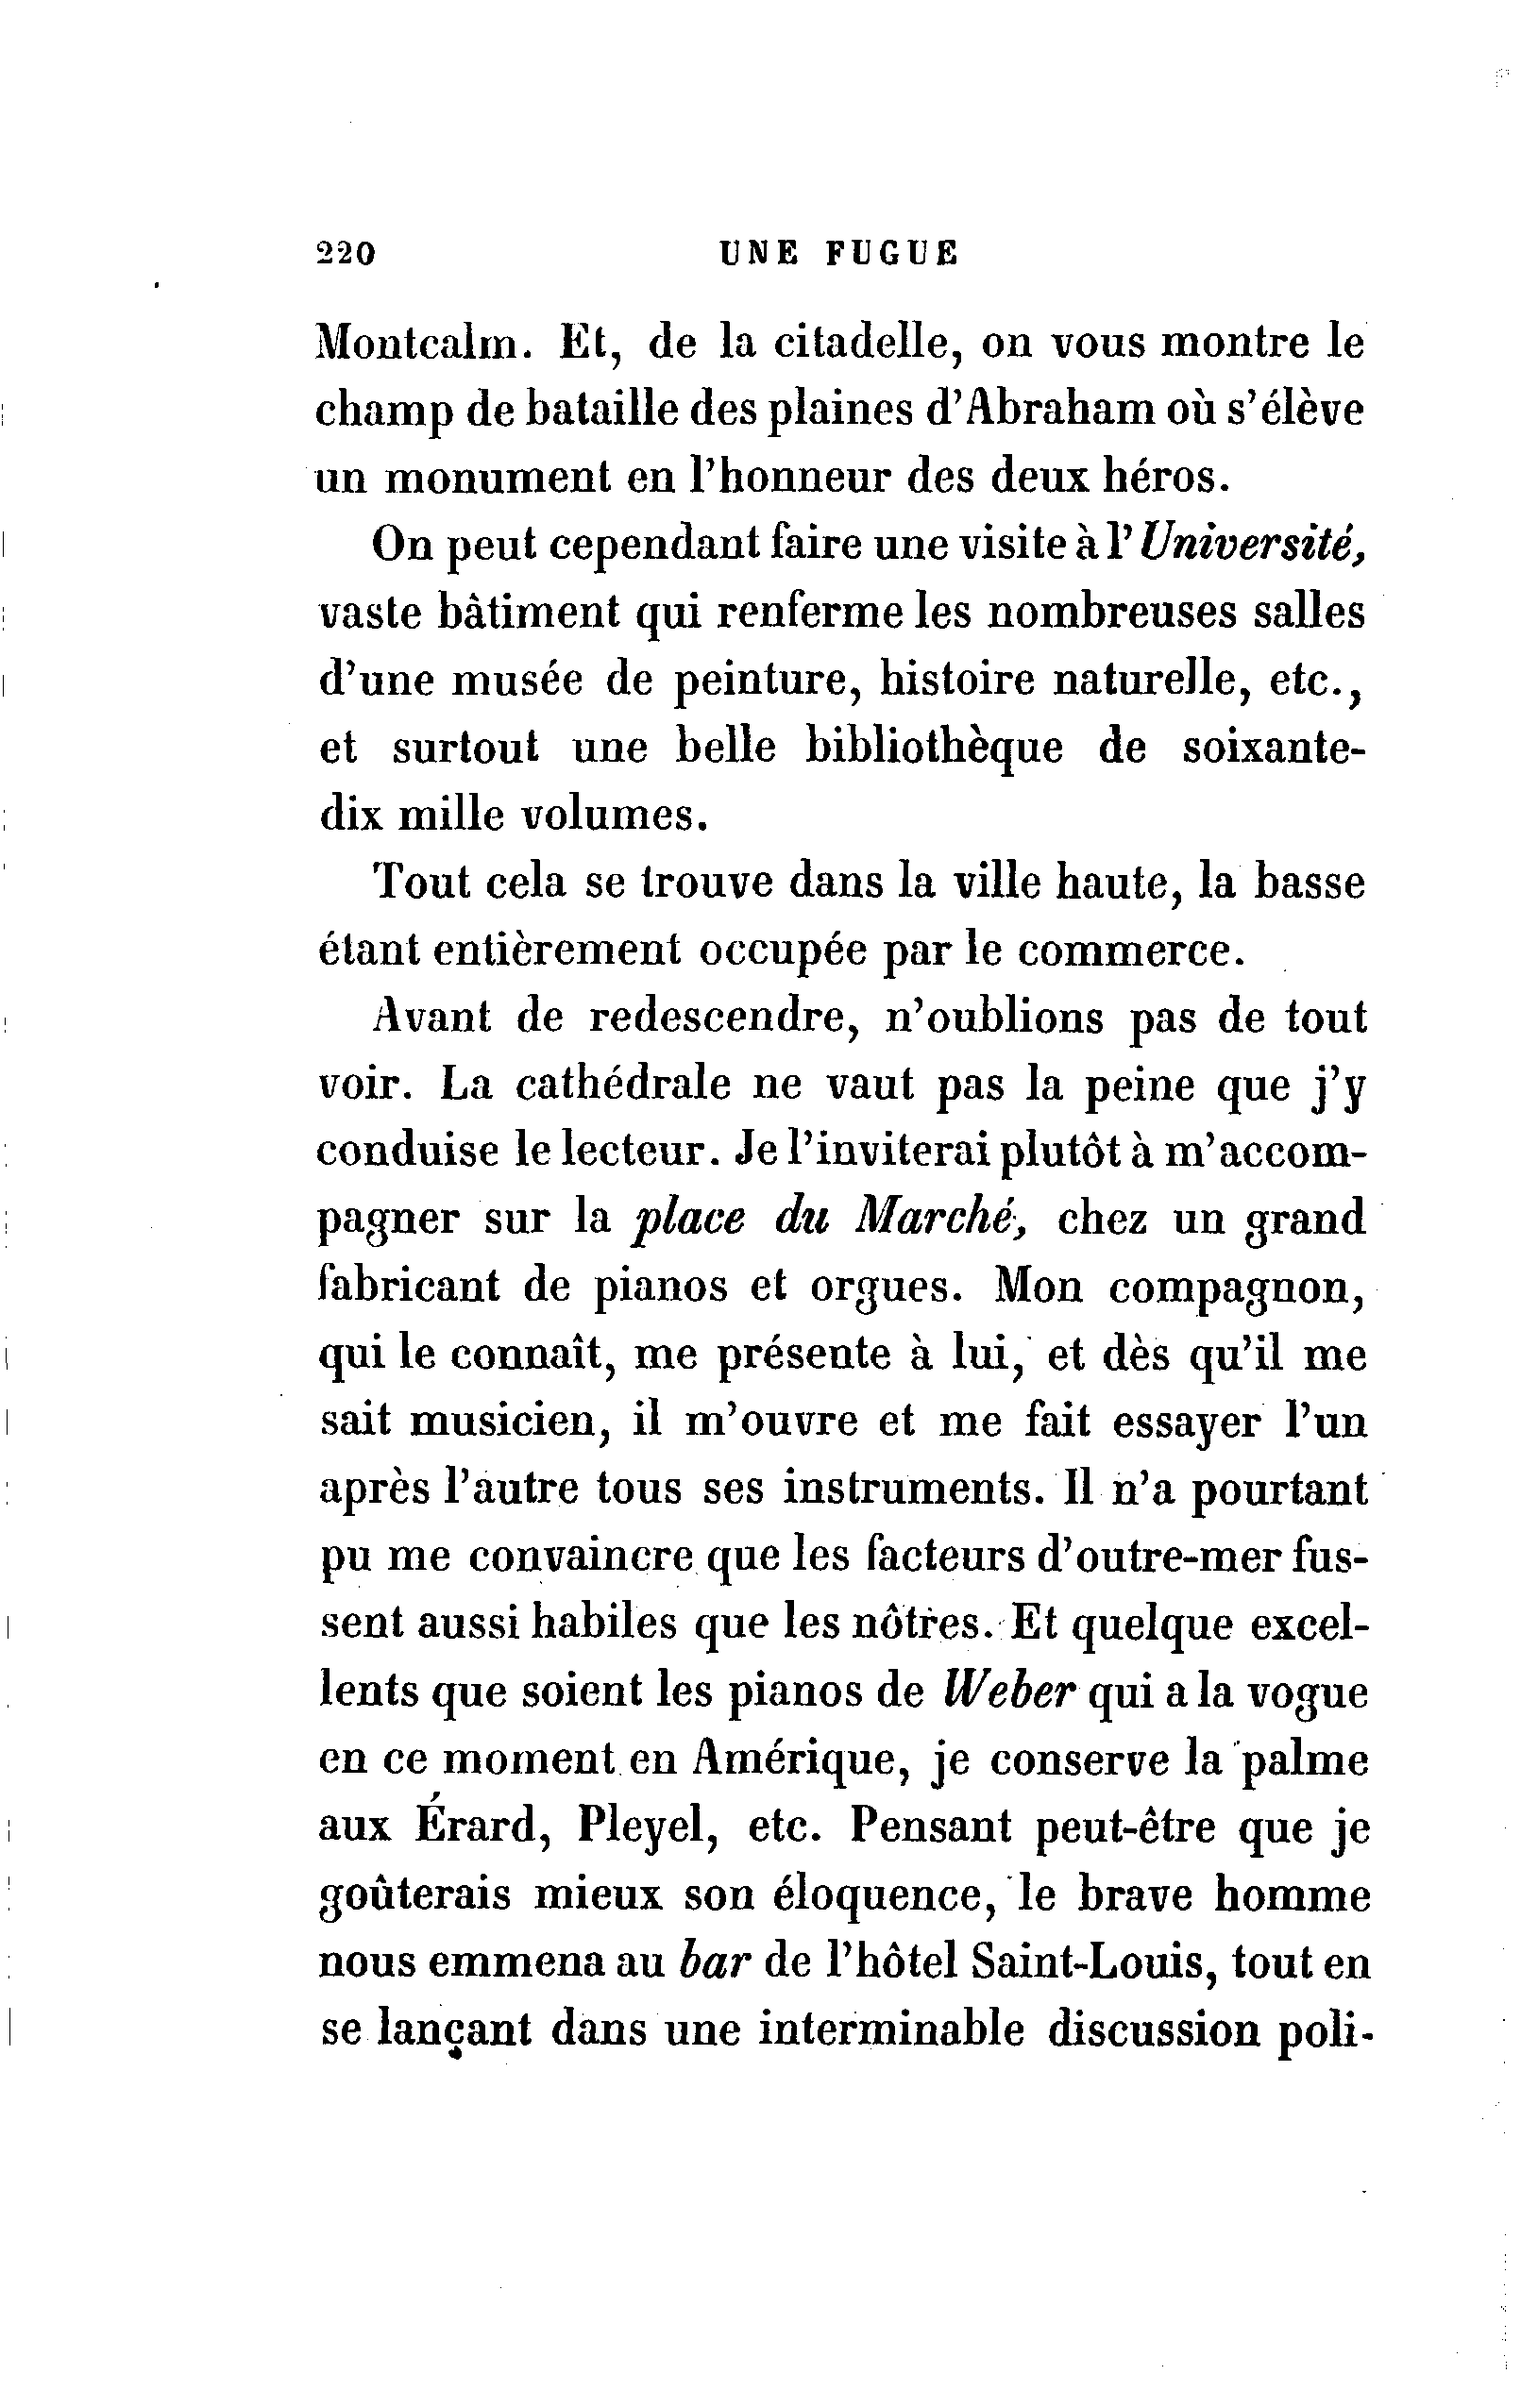 220 UNE FUGUE
Montcalm. Et, de la citadelle, on vous montre le
champ de bataille des plaines d'Abraham où s'élève
un monument en l'honneur des deux héros.
On peut cependant faire une visite à l'Université,
vaste bâtiment qui renferme les nombreuses salles
d'une musée de peinture, histoire naturelle, etc.,
et surtout une belle bibliothèque de soixante-
dix mille volumes.
Tout cela se trouve dans la ville haute, la basse
étant entièrement occupée par le commerce.
Avant de redescendre, n'oublions pas de tout
voir. La cathédrale ne vaut pas la peine que j'y
conduise le lecteur. Je l'inviterai plutôt à m'accom-
pagner sur la place du Marché, chez un grand
fabricant de pianos et orgues. Mon compagnon,
qui le connaît, me présente à lui, et dès qu'il me
sait musicien, il m'ouvre et me fait essayer l'un
après l'autre tous ses instruments. Il n'a pourtant
pu me convaincre que les facteurs d'outre-mer fus-
sent aussi habiles que les nôtres. Et quelque excel-
lents que soient les pianos de Weber qui a la vogue
en ce moment en Amérique, je conserve la palme
aux Érard, Pleyel, etc. Pensant peut-être que je
goûterais mieux son éloquence, le brave homme
nous emmena au bar de l'hôtel Saint-Louis, tout en
se lançant dans une interminable discussion poli-